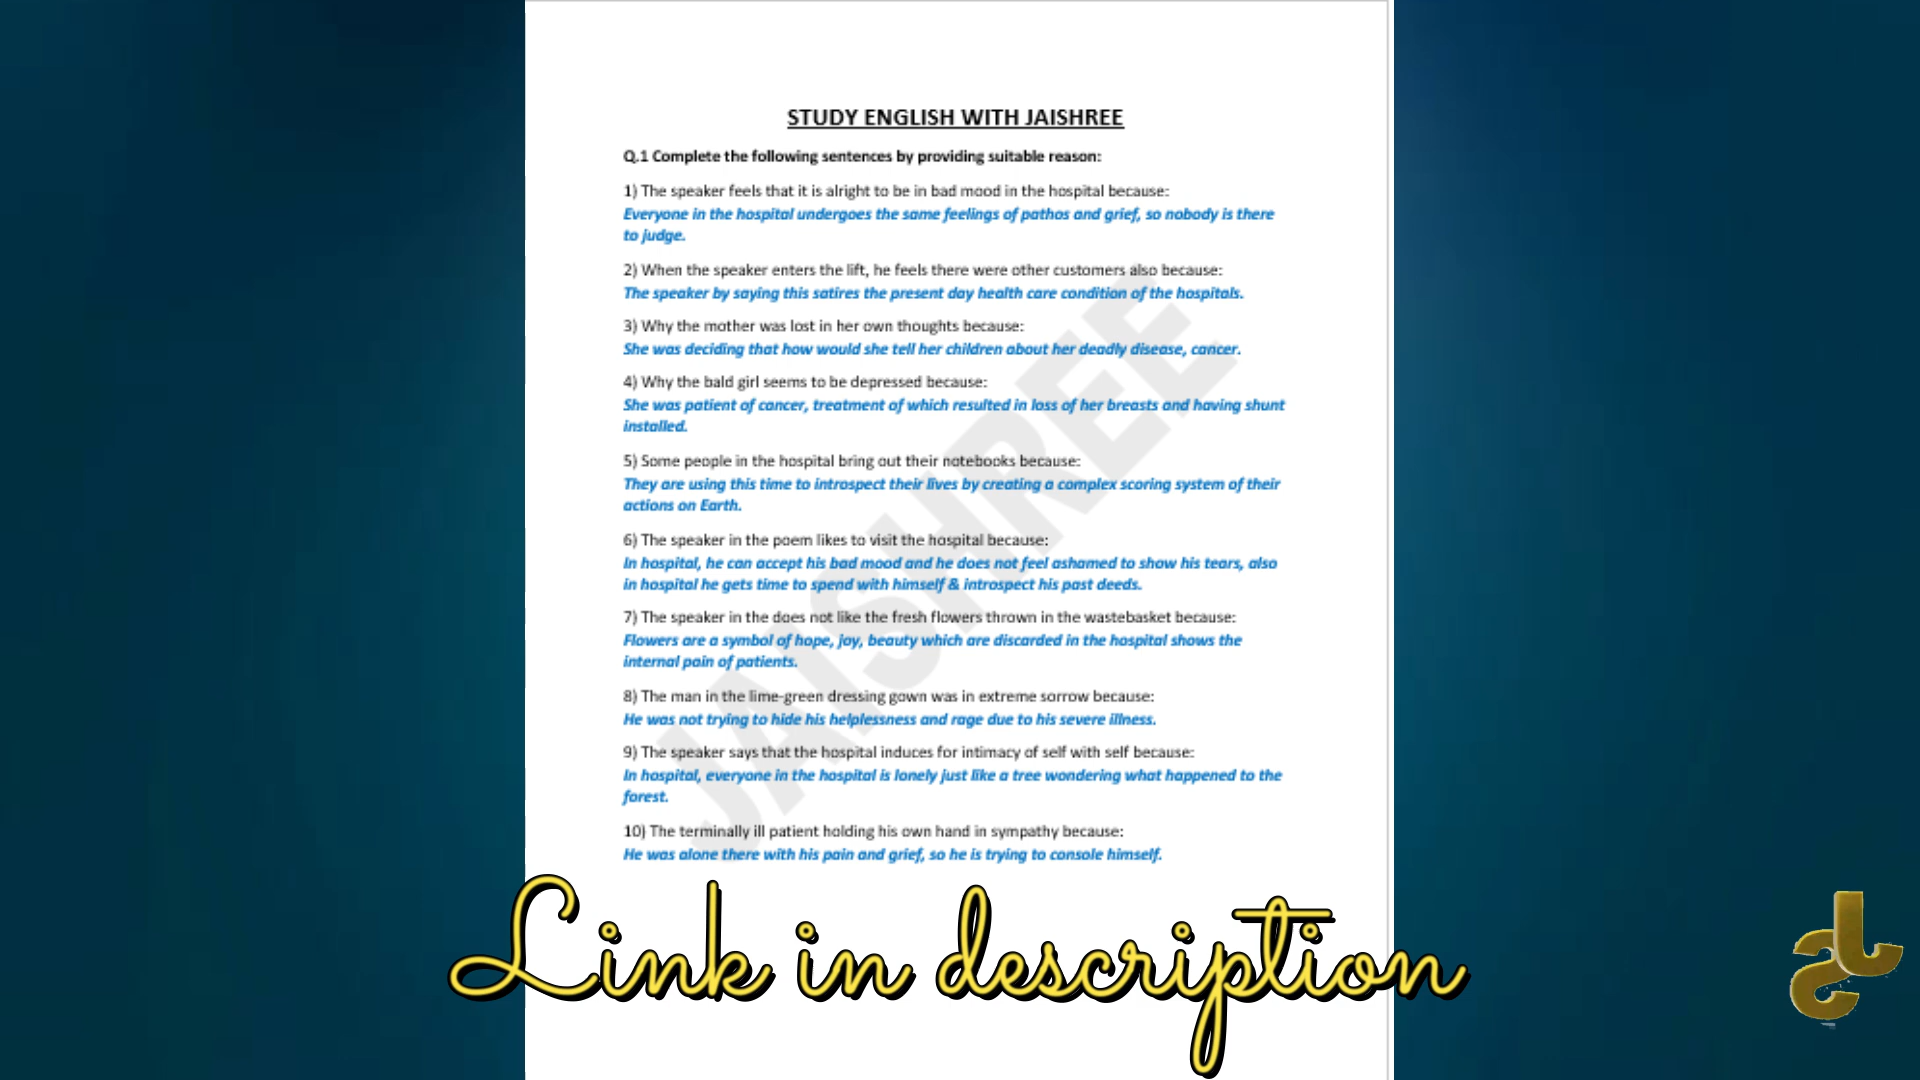 STUDY ENGLISH WITH JAISHREE
Q.1 Complete the following sentences by providing suitable reason:
1) The speaker feels that it is alright to be in bad mood in the hospital because:
Everyone in the hospital undergoes the same feelings of pathos and grief, so nobody is there
to judge.
2) When the speaker enters the lift, he feels there were other customers also because:
The speaker by saying this satires the present day health care condition of the hospitals.
3) Why the mother was lost in her own thoughts because:
She was deciding that how would she tell her children about her deadly disease, cancer.
4) Why the bald girl seems to be depressed because:
She was patient of cancer, treatment of which resulted in loss of her breasts and having shunt
installed.
5) Some people in the hospital bring out their notebooks because:
They are using this time to introspect their lives by creating a complex scoring system of their
actions on Earth.
6) The speaker in the poem likes to visit the hospital because:
In hospital, he can accept his bad mood and he does not feel ashamed to show his tears, also
in hospital he gets time to spend with himself & introspect his past deeds.
7) The speaker in the does not like the fresh flowers thrown in the wastebasket because:
Flowers are a symbol of hope, joy, beauty which are discarded in the hospital shows the
internal pain of patients.
8) The man in the lime-green dressing gown was in extreme sorrow because:
He was not trying to hide his helplessness and rage due to his severe illness.
9) The speaker says that the hospital induces for intimacy of self with self because:
In hospital, everyone in the hospital is lonely just like a tree wondering what happened to the
forest.
10) The terminally ill patient holding his own hand in sympathy because:
He was alone there with his pain and grief, so he is trying to console himself.
JAISHREE
Link in description
SJ